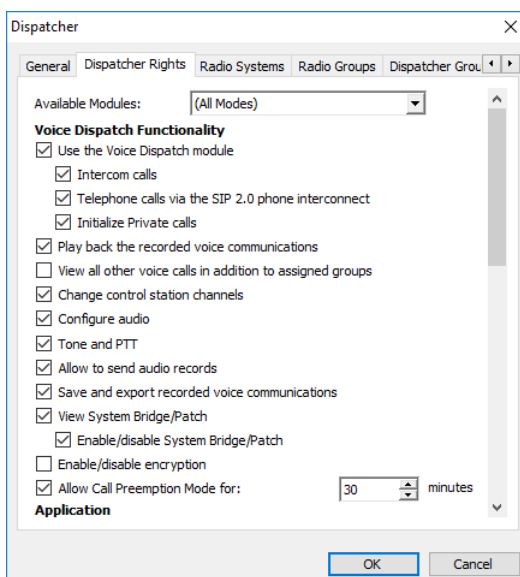 Dispatcher
General Dispatcher Rights Radio Systems Radio Groups Dispatcher Grou
Available Modules: (All Modes)
Voice Dispatch Functionality
Use the Voice Dispatch module
Intercom calls
Telephone calls via the SIP 2.0 phone interconnect
Initialize Private calls
Play back the recorded voice communications
View all other voice calls in addition to assigned groups
Change control station channels
Configure audio
Tone and PTT
Allow to send audio records
Save and export recorded voice communications
View System Bridge/Patch
Enable/disable System Bridge/Patch
Enable/disable encryption
Allow Call Preemption Mode for: 30 minutes
Application
OK Cancel